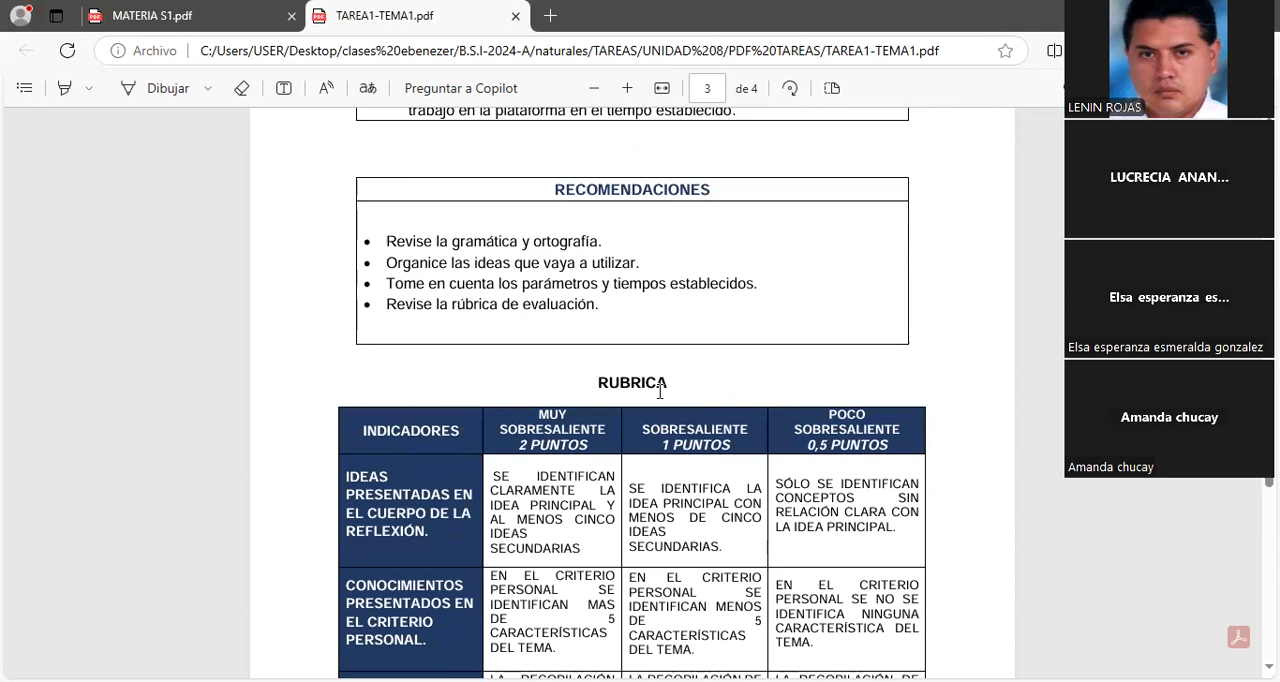 MATERIA S1.pdf
TAREA1-TEMA1.pdf
Archivo
C:/Users/USER/Desktop/clases%20ebenezer/B.S.I-2024-A/naturales/TAREAS/UNIDAD%208/PDF%20TAREAS/TAREA1-TEMA1.pdf
Dibujar
Preguntar a Copilot
3
de 4
trabajo en la plataforma en el tiempo establecido.
RECOMENDACIONES
• Revise la gramática y ortografía.
• Organice las ideas que vaya a utilizar.
• Tome en cuenta los parámetros y tiempos establecidos.
• Revise la rúbrica de evaluación.
RUBRICA
INDICADORES
MUY
SOBRESALIENTE
2 PUNTOS
SOBRESALIENTE
1 PUNTOS
POCO
SOBRESALIENTE
0,5 PUNTOS
IDEAS
PRESENTADAS EN
EL CUERPO DE LA
REFLEXIÓN.
SE IDENTIFICAN
CLARAMENTE LA
IDEA PRINCIPAL Y
AL MENOS CINCO
IDEAS
SECUNDARIAS
SE IDENTIFICA LA
IDEA PRINCIPAL CON
MENOS DE CINCO
IDEAS
SECUNDARIAS.
SÓLO SE IDENTIFICAN
CONCEPTOS SIN
RELACIÓN CLARA CON
LA IDEA PRINCIPAL.
CONOCIMIENTOS
PRESENTADOS EN
EL CRITERIO
PERSONAL.
EN EL CRITERIO
PERSONAL SE
IDENTIFICAN MAS
DE 5
CARACTERÍSTICAS
DEL TEMA.
EN EL CRITERIO
PERSONAL SE
IDENTIFICAN MENOS
DE 5
CARACTERÍSTICAS
DEL TEMA.
EN EL CRITERIO
PERSONAL SE NO SE
IDENTIFICA NINGUNA
CARACTERÍSTICA DEL
TEMA.
LA RECOPILACIÓN
LA RECOPILACIÓN DE
LA RECOPILACIÓN DE
LENIN ROJAS
LUCRECIA ANAN...
Elsa esperanza es...
Elsa esperanza esmeralda gonzalez
Amanda chucay
Amanda chucay